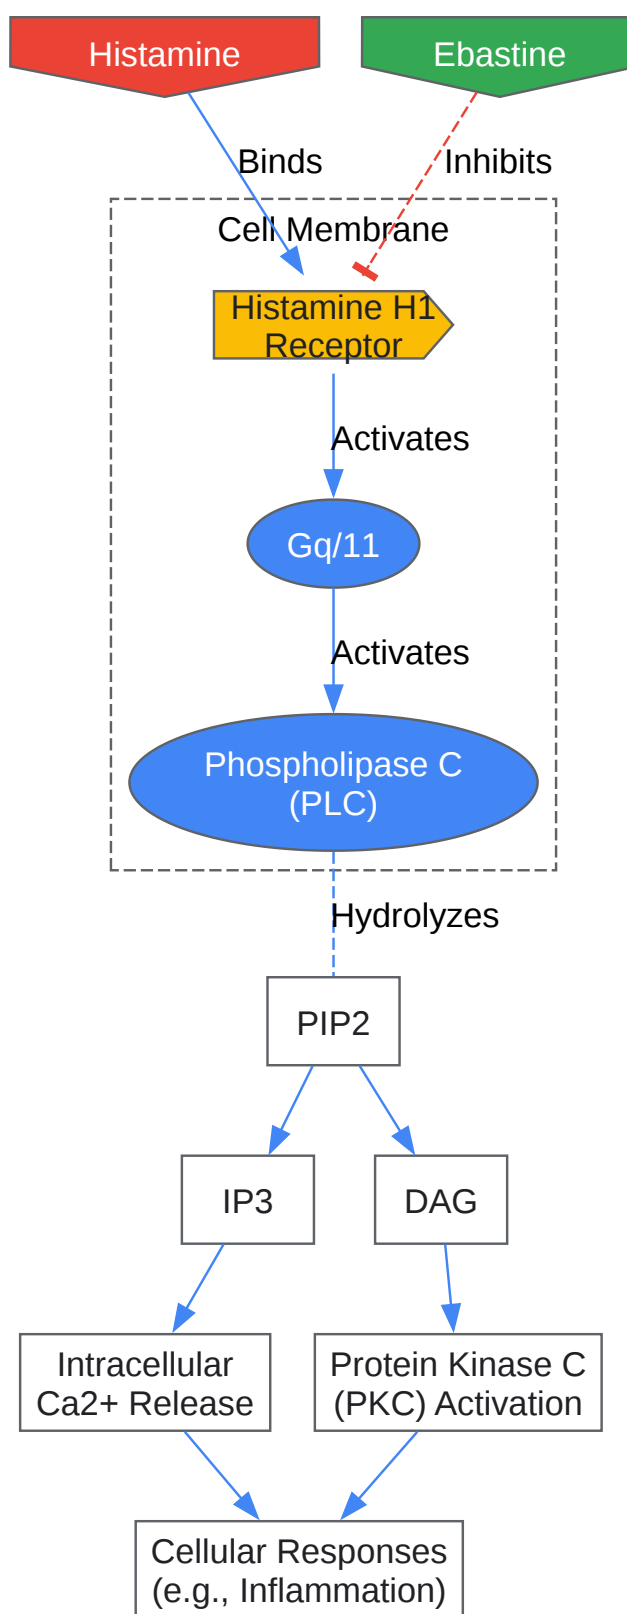 Histamine
Ebastine
Binds
Inhibits
Cell Membrane
Histamine H1
Receptor
Activates
Gq/11
Activates
Phospholipase C
(PLC)
Hydrolyzes
PIP2
IP3
DAG
Intracellular
Ca2+ Release
Protein Kinase C
(PKC) Activation
Cellular Responses
(e.g., Inflammation)